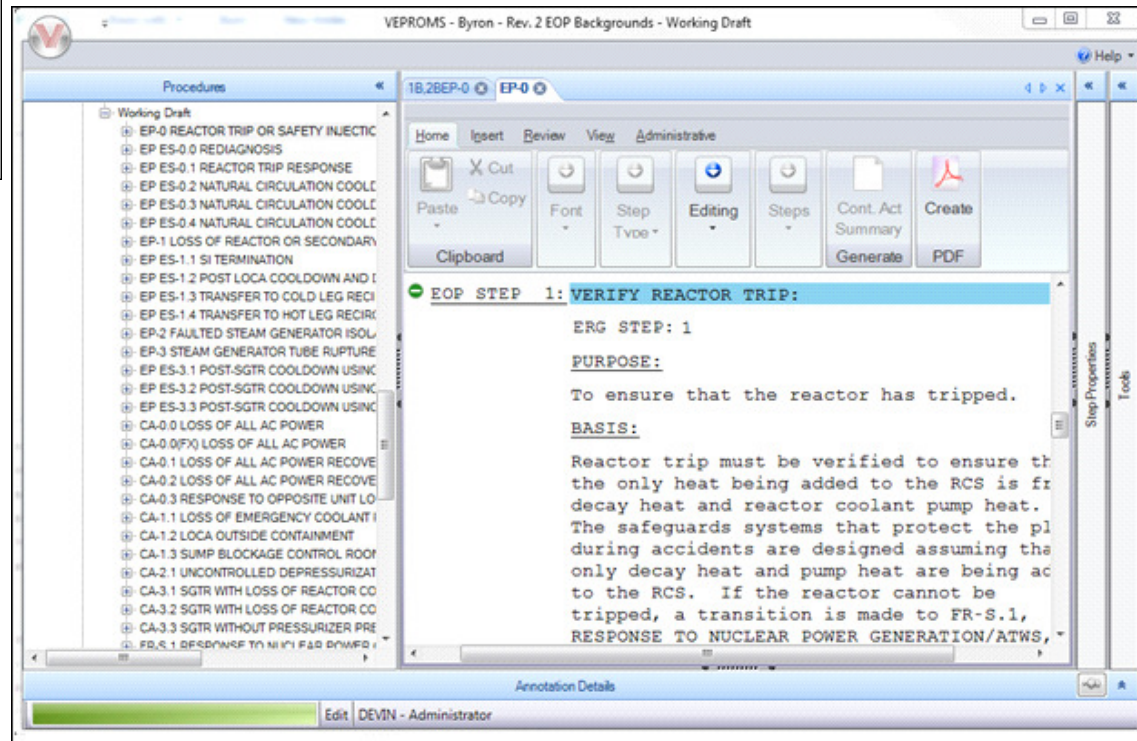 VEPROMS - Byron - Rev. 2 EOP Backgrounds - Working Draft
Help
Procedures
1B,2BEP-0
EP-0
Home Insert Review View Administrative
Paste
Cut
Copy
Clipboard
Font
Step
Type
Editing
Steps
Cont. Act
Summary
Generate
Create
PDF
Working Draft
EP-0 REACTOR TRIP OR SAFETY INJECTIC
EP ES-0.0 REDIAGNOSIS
EP ES-0.1 REACTOR TRIP RESPONSE
EP ES-0.2 NATURAL CIRCULATION COOLD
EP ES-0.3 NATURAL CIRCULATION COOLD
EP ES-0.4 NATURAL CIRCULATION COOLD
EP-1 LOSS OF REACTOR OR SECONDARY
EP ES-1.1 SI TERMINATION
EP ES-1.2 POST LOCA COOLDOWN AND D
EP ES-1.3 TRANSFER TO COLD LEG RECI
EP ES-1.4 TRANSFER TO HOT LEG RECIRC
EP-2 FAULTED STEAM GENERATOR ISOL
EP-3 STEAM GENERATOR TUBE RUPTURE
EP ES-3.1 POST-SGTR COOLDOWN USING
EP ES-3.2 POST-SGTR COOLDOWN USING
EP ES-3.3 POST-SGTR COOLDOWN USING
CA-0.0 LOSS OF ALL AC POWER
CA-0.0(FX) LOSS OF ALL AC POWER
CA-0.1 LOSS OF ALL AC POWER RECOVE
CA-0.2 LOSS OF ALL AC POWER RECOVE
CA-0.3 RESPONSE TO OPPOSITE UNIT LO
CA-1.1 LOSS OF EMERGENCY COOLANT
CA-1.2 LOCA OUTSIDE CONTAINMENT
CA-1.3 SUMP BLOCKAGE CONTROL ROOM
CA-2.1 UNCONTROLLED DEPRESSURIZAT
CA-3.1 SGTR WITH LOSS OF REACTOR CO
CA-3.2 SGTR WITH LOSS OF REACTOR CO
CA-3.3 SGTR WITHOUT PRESSURIZER PRE
FR-S.1 RESPONSE TO NUCLEAR POWER
EOP STEP 1: VERIFY REACTOR TRIP:
ERG STEP: 1
PURPOSE:
To ensure that the reactor has tripped.
BASIS:
Reactor trip must be verified to ensure th
the only heat being added to the RCS is fr
decay heat and reactor coolant pump heat.
The safeguards systems that protect the pl
during accidents are designed assuming tha
only decay heat and pump heat are being ad
to the RCS. If the reactor cannot be
tripped, a transition is made to FR-S.1,
RESPONSE TO NUCLEAR POWER GENERATION/ATWS,
Step Properties
Tools
Annotation Details
Edit DEVIN - Administrator